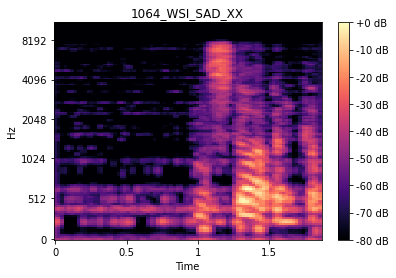 1064_WSI_SAD_XX
8192
4096
2048
1024
512
0
Hz
0
0.5
1
1.5
Time
+0 dB
-10 dB
-20 dB
-30 dB
-40 dB
-50 dB
-60 dB
-70 dB
-80 dB